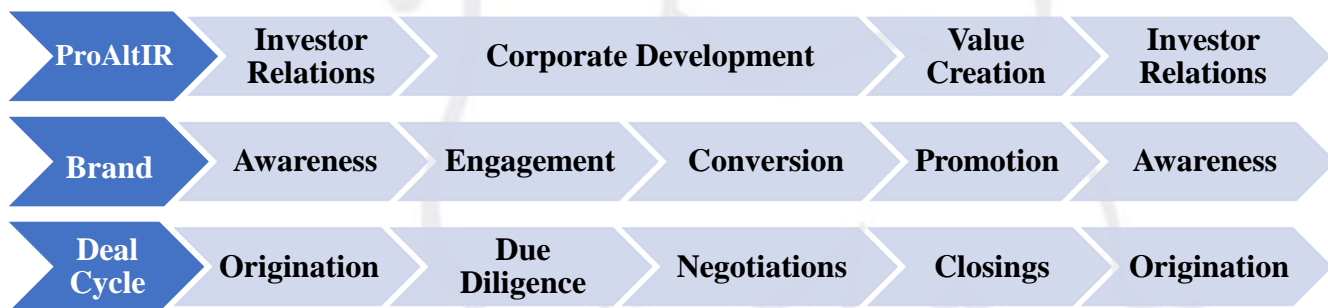 ProAltIR
Investor
Relations
Corporate Development
Value
Creation
Investor
Relations
Brand
Awareness
Engagement
Conversion
Promotion
Awareness
Deal
Cycle
Origination
Due
Diligence
Negotiations
Closings
Origination